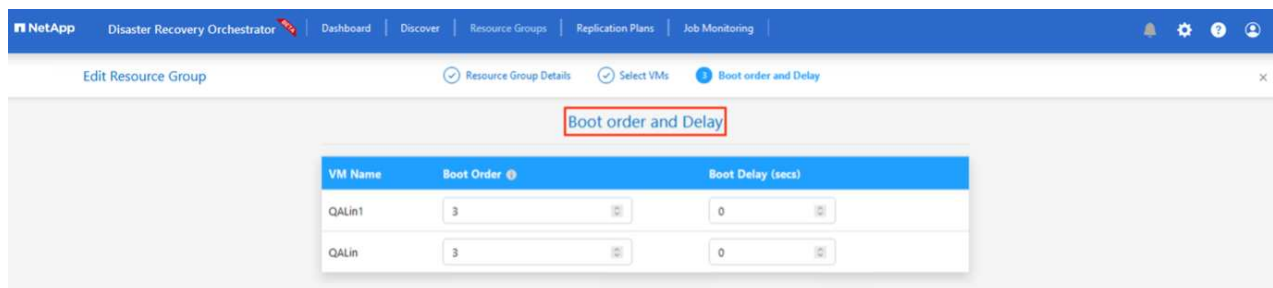 NetApp Disaster Recovery Orchestrator Dashboard Discover Resource Groups Replication Plans Job Monitoring
Edit Resource Group Resource Group Details Select VMs 3 Boot order and Delay
Boot order and Delay
VM Name Boot Order Boot Delay (secs)
QALin1 3 0
QALin 3 0